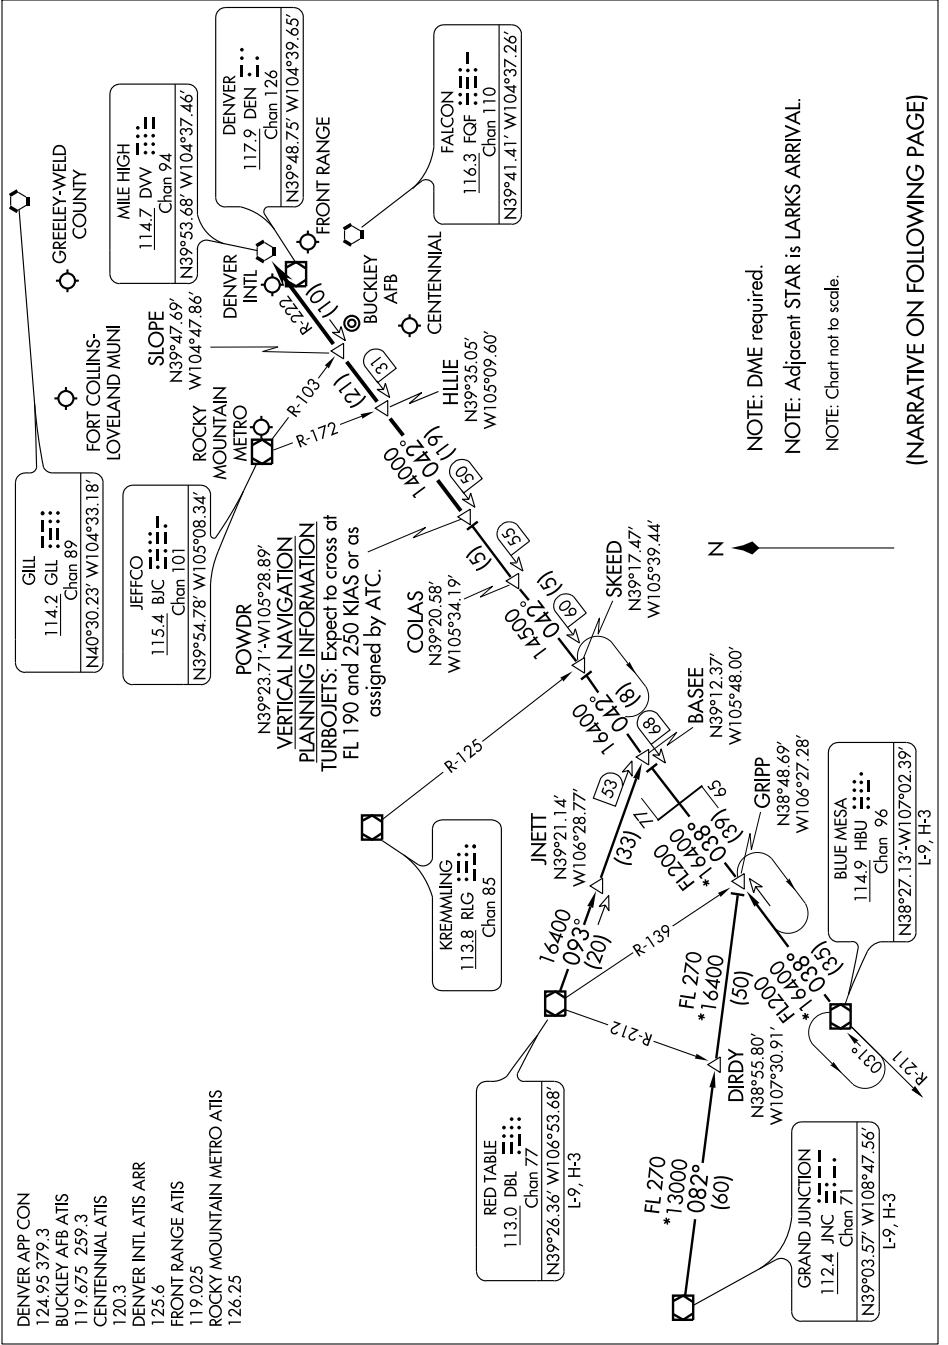 DENVER APP CON
124.95 379.3
BUCKLEY AFB ATIS
119.675 259.3
CENTENNIAL ATIS
120.3
DENVER INTL ATIS ARR
125.6
FRONT RANGE ATIS
119.025
ROCKY MOUNTAIN METRO ATIS
126.25
GILL
114.2 GLL
Chan 89
N40°30.23′ W104°33.18′
JEFFCO
115.4 BJC
Chan 101
N39°54.78′ W105°08.34′
FORT COLLINS-
LOVELAND MUNI
GREELEY-WELD
COUNTY
MILE HIGH
114.7 DVV
Chan 94
N39°53.68′ W104°37.46′
DENVER
117.9 DEN
Chan 126
N39°48.75′ W104°39.65′
FALCON
116.3 FQF
Chan 110
N39°41.41′ W104°37.26′
ROCKY
MOUNTAIN
METRO
SLOPE
N39°47.69′
W104°47.86′
DENVER
INTL
FRONT RANGE
BUCKLEY
AFB
CENTENNIAL
R-222
(10)
R-103
R-172
(21)
31
HLLIE
N39°35.05′
W105°09.60′
14000
042°
(19)
50
POWDR
N39°23.71′-W105°28.89′
VERTICAL NAVIGATION
PLANNING INFORMATION
TURBOJETS: Expect to cross at
FL 190 and 250 KIAS or as
assigned by ATC.
(5)
55
COLAS
N39°20.58′
W105°34.19′
14500
042°
(5)
60
SKEED
N39°17.47′
W105°39.44′
R-125
16400
042°
(8)
68
BASEE
N39°12.37′
W105°48.00′
KREMMLING
113.8 RLG
Chan 85
JNETT
N39°21.14′
W106°28.77′
(33)
53
77
65
FL200
*16400
038°
(39)
GRIPP
N38°48.69′
W106°27.28′
16400
093°
(20)
R-139
R-212
RED TABLE
113.0 DBL
Chan 77
N39°26.36′ W106°53.68′
L-9, H-3
FL 270
*16400
(50)
DIRDY
N38°55.80′
W107°30.91′
FL200
*16400
038°
(35)
BLUE MESA
114.9 HBU
Chan 96
N38°27.13′-W107°02.39′
L-9, H-3
031°
R-211
FL 270
*13000
082°
(60)
GRAND JUNCTION
112.4 JNC
Chan 71
N39°03.57′ W108°47.56′
L-9, H-3
N
NOTE: DME required.
NOTE: Adjacent STAR is LARKS ARRIVAL.
NOTE: Chart not to scale.
(NARRATIVE ON FOLLOWING PAGE)